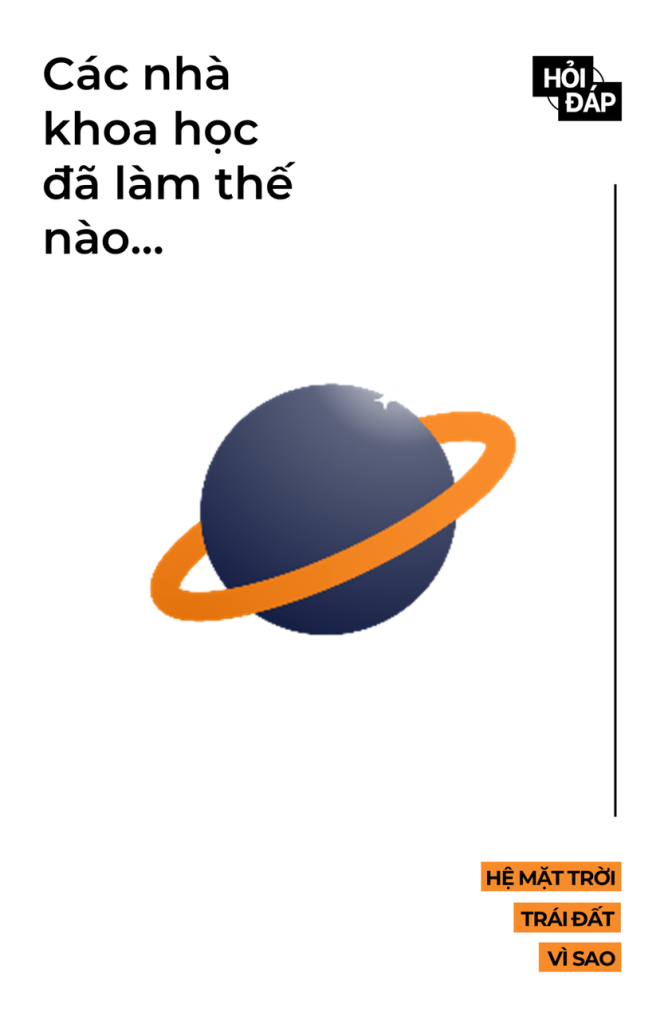 Các nhà
khoa học
đã làm thế
nào...
HỎI
ĐÁP
HỆ MẶT TRỜI
TRÁI ĐẤT
VÌ SAO